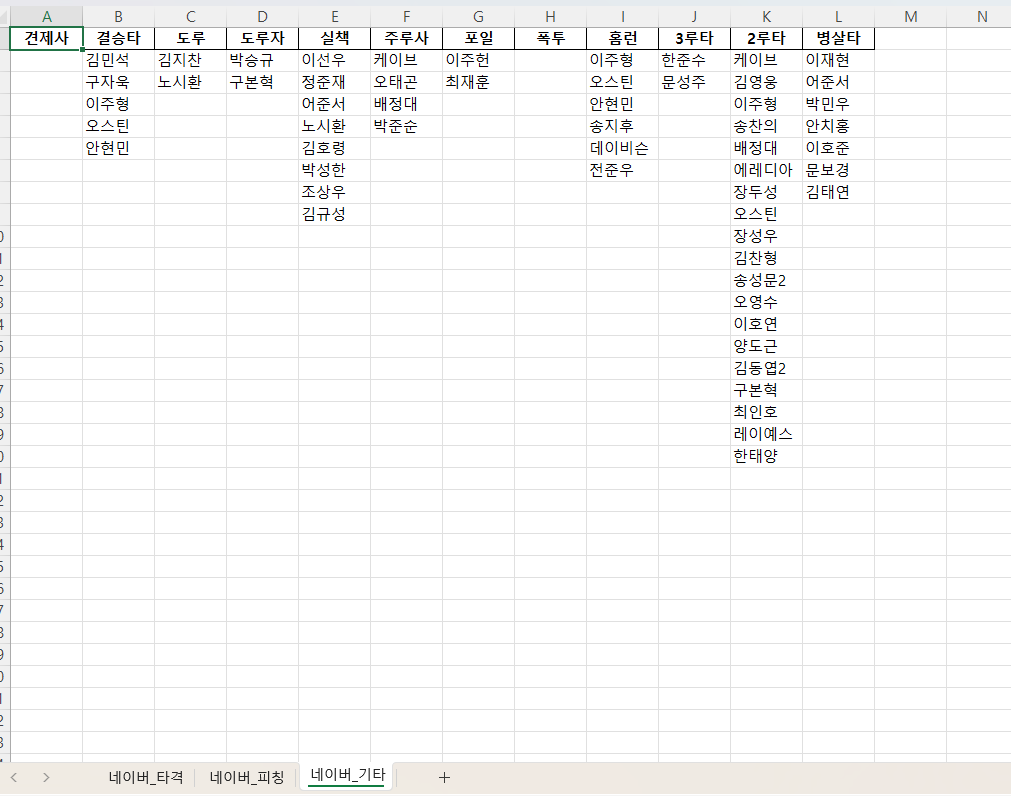 A B C D E F G H I J K L M N
견제사 결승타 도루 도루자 실책 주루사 포일 폭투 홈런 3루타 2루타 병살타
김민석 김지찬 박승규 이선우 케이브 이주헌 이주형 한준수 케이브 이재현
구자욱 노시환 구본혁 정준재 오태곤 최재훈 오스틴 문성주 김영웅 어준서
이주형 어준서 배정대 안현민 이주형 박민우
오스틴 노시환 박준순 송지후 송찬의 안치홍
안현민 김호령 데이비슨 배정대 이호준
박성한 전준우 에레디아 문보경
조상우 장두성 김태연
김규성 오스틴
장성우
김찬형
송성문2
오영수
이호연
양도근
김동엽2
구본혁
최인호
레이예스
한태양
네이버_타격 네이버_피칭 네이버_기타 +